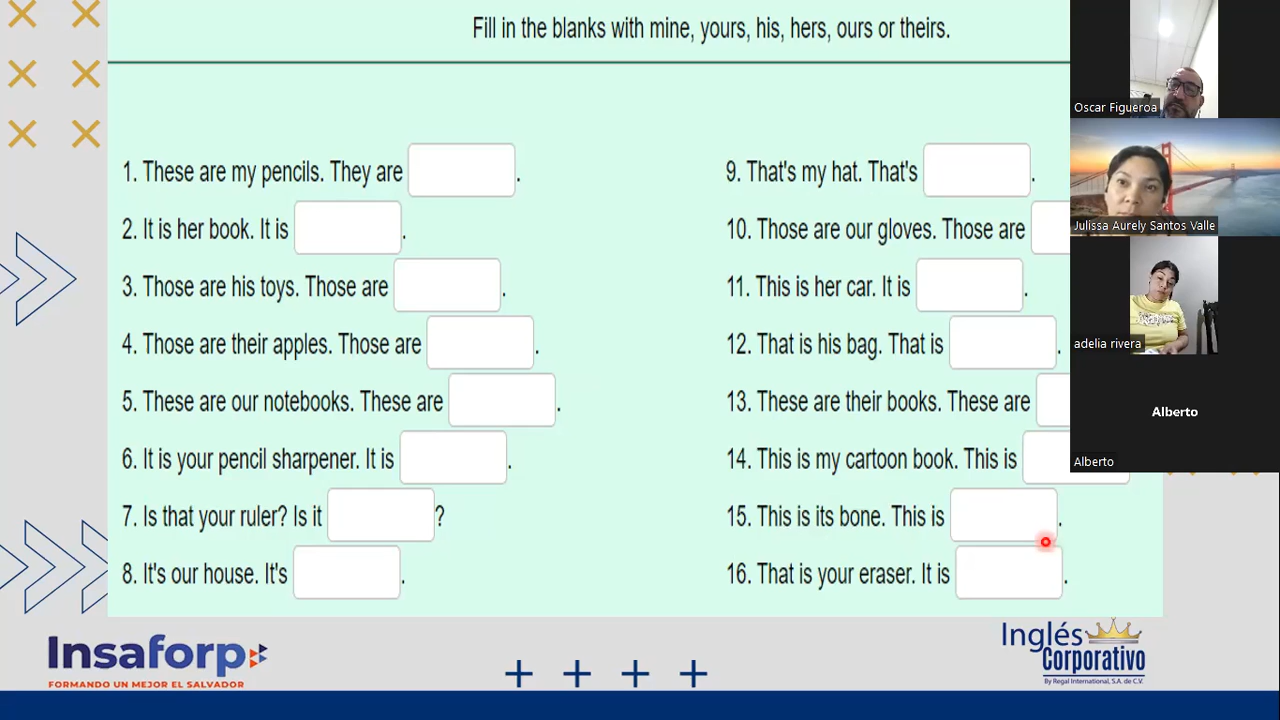 Fill in the blanks with mine, yours, his, hers, ours or theirs.
1. These are my pencils. They are .
2. It is her book. It is .
3. Those are his toys. Those are .
4. Those are their apples. Those are .
5. These are our notebooks. These are .
6. It is your pencil sharpener. It is .
7. Is that your ruler? Is it ?
8. It's our house. It's .
9. That's my hat. That's .
10. Those are our gloves. Those are
11. This is her car. It is .
12. That is his bag. That is .
13. These are their books. These are
14. This is my cartoon book. This is
15. This is its bone. This is .
16. That is your eraser. It is .
Oscar Figueroa
Julissa Aurely Santos Valle
adelia rivera
Alberto
Alberto
Insaforp
FORMANDO UN MEJOR EL SALVADOR
Inglés
Corporativo
By Regal International, S.A. de C.V.